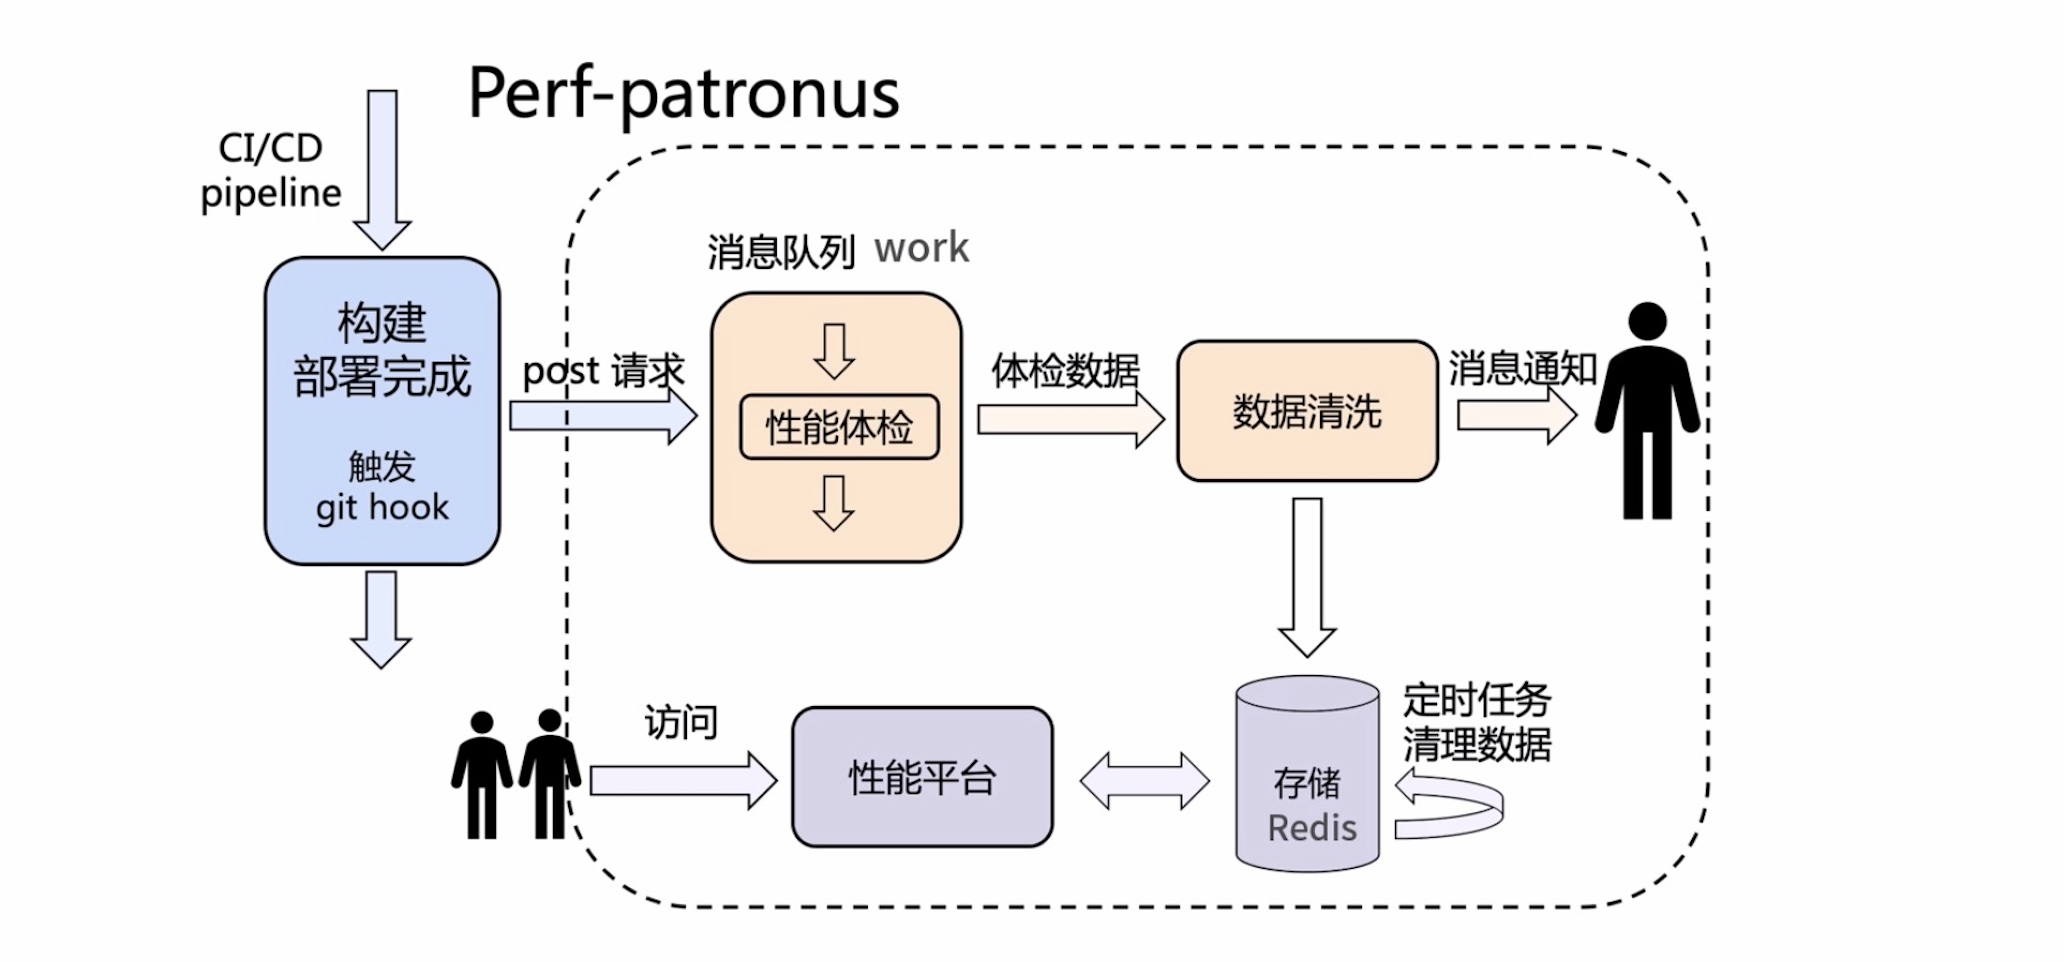 Perf-patronus
CI/CD
pipeline
构建
部署完成
触发
git hook
post 请求
消息队列 work
性能体检
体检数据
数据清洗
消息通知
访问
性能平台
存储
Redis
定时任务
清理数据